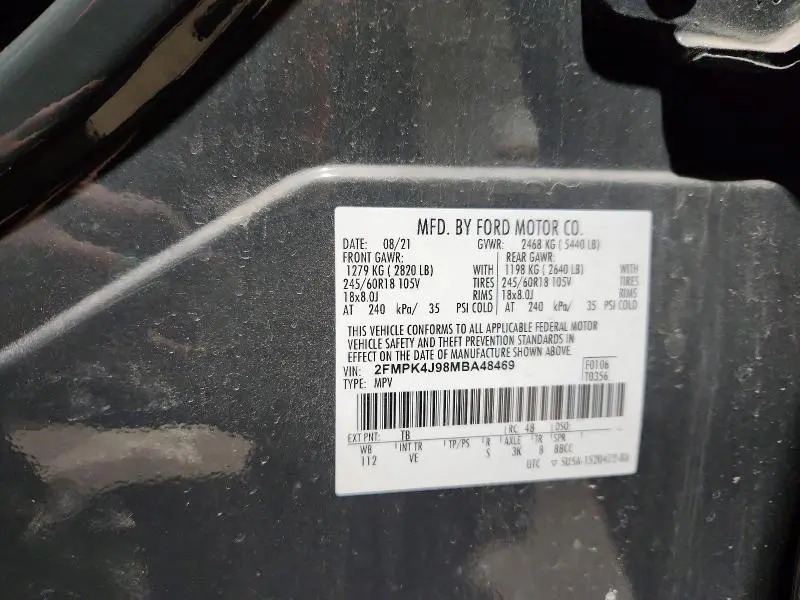 MFD. BY FORD MOTOR CO.
DATE: 08/21 GVWR: 2468 KG ( 5440 LB)
FRONT GAWR: REAR GAWR:
1279 KG ( 2820 LB) WITH 1198 KG ( 2640 LB) WITH
245/60R18 105V TIRES 245/60R18 105V TIRES
18x8.0J RIMS 18x8.0J RIMS
AT 240 kPa/ 35 PSI COLD AT 240 kPa/ 35 PSI COLD
THIS VEHICLE CONFORMS TO ALL APPLICABLE FEDERAL MOTOR
VEHICLE SAFETY AND THEFT PREVENTION STANDARDS IN
EFFECT ON THE DATE OF MANUFACTURE SHOWN ABOVE.
VIN: 2FMPK4J98MBA48469 F0106
TYPE: MPV T0356
EXT PNT: TB RC: 48 DSO:
WB INT TR TP/PS R AXLE TR SPR
112 VE S 3K B BBCC
UTC